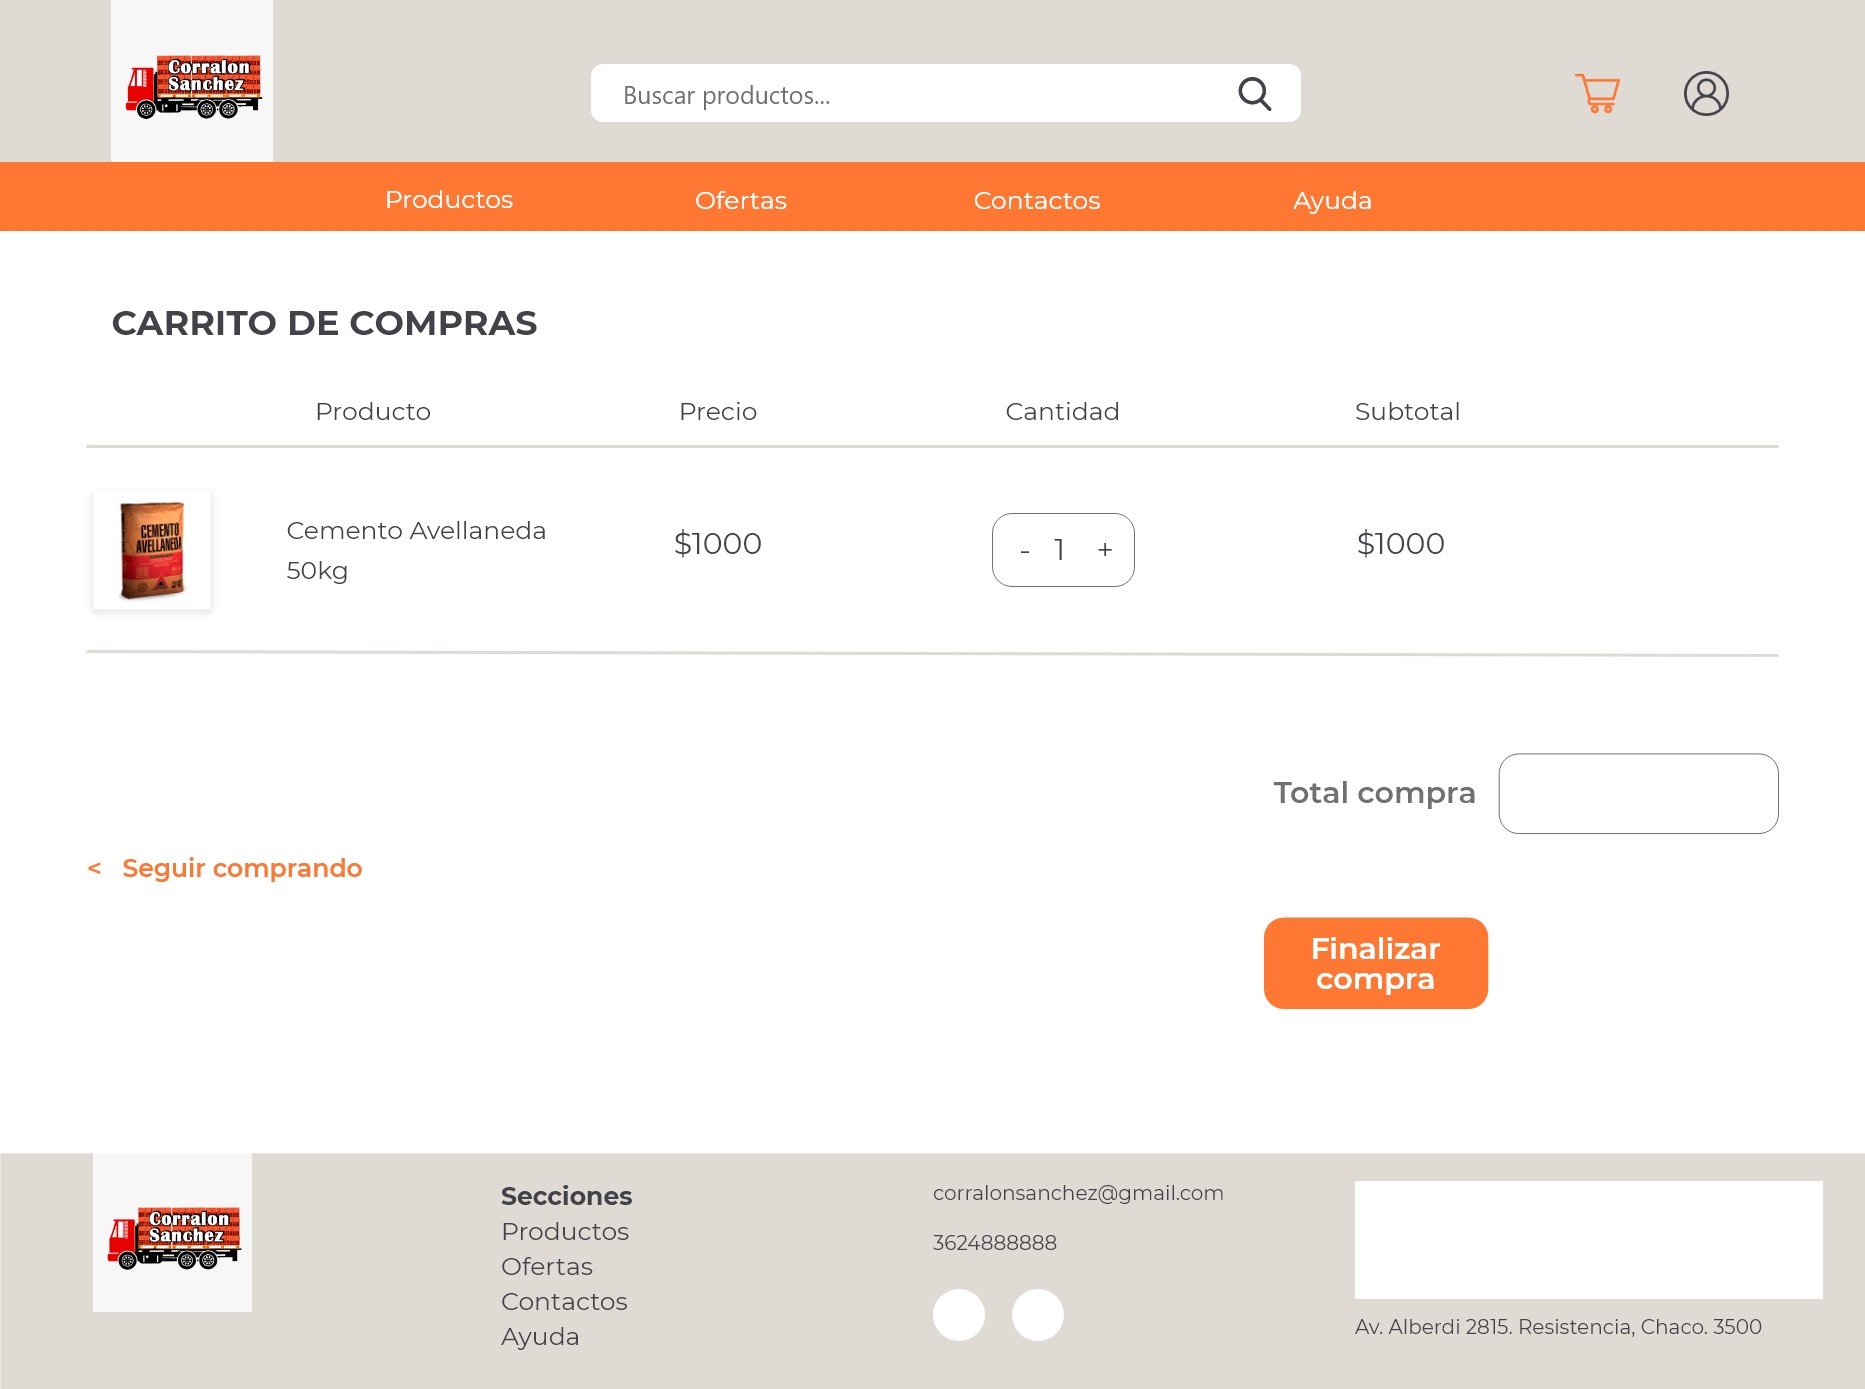 Corralon
Sanchez
Buscar productos...
Productos
Ofertas
Contactos
Ayuda
CARRITO DE COMPRAS
Producto
Precio
Cantidad
Subtotal
CEMENTO
AVELLANEDA
Cemento Avellaneda
50kg
$1000
- 1 +
$1000
Total compra
< Seguir comprando
Finalizar
compra
Corralon
Sanchez
Secciones
Productos
Ofertas
Contactos
Ayuda
corralonsanchez@gmail.com
3624888888
Av. Alberdi 2815. Resistencia, Chaco. 3500